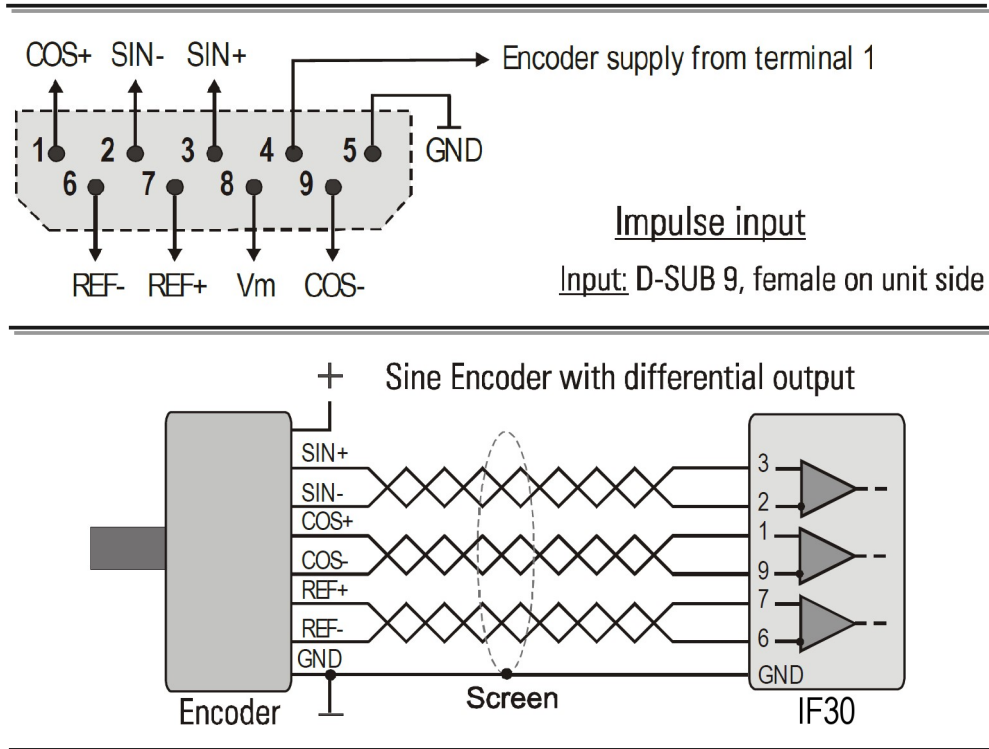 COS+ SIN- SIN+
Encoder supply from terminal 1
1 2 3 4 5
GND
6 7 8 9
REF- REF+ Vm COS-
Impulse input
Input: D-SUB 9, female on unit side
+ Sine Encoder with differential output
SIN+
3
SIN-
2
COS+
1
COS-
9
REF+
7
REF-
6
GND
GND
Screen
Encoder
IF30